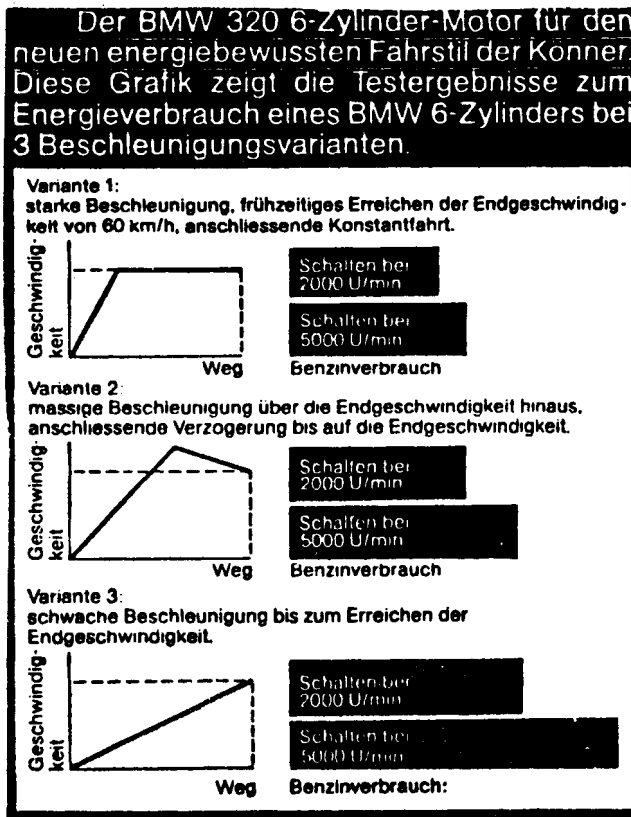 Der BMW 320 6-Zylinder-Motor für den
neuen energiebewussten Fahrstil der Könner.
Diese Grafik zeigt die Testergebnisse zum
Energieverbrauch eines BMW 6-Zylinders bei
3 Beschleunigungsvarianten.
Variante 1:
starke Beschleunigung, frühzeitiges Erreichen der Endgeschwindig-
keit von 60 km/h, anschliessende Konstantfahrt.
Geschwindig-
keit
Weg
Schalten bei
2000 U/min
Schalten bei
5000 U/min
Benzinverbrauch
Variante 2:
massige Beschleunigung über die Endgeschwindigkeit hinaus,
anschliessende Verzogerung bis auf die Endgeschwindigkeit.
Geschwindig-
keit
Weg
Schalten bei
2000 U/min
Schalten bei
5000 U/min
Benzinverbrauch
Variante 3:
schwache Beschleunigung bis zum Erreichen der
Endgeschwindigkeit.
Geschwindig-
keit
Weg
Schalten bei
2000 U/min
Schalten bei
5000 U/min
Benzinverbrauch: